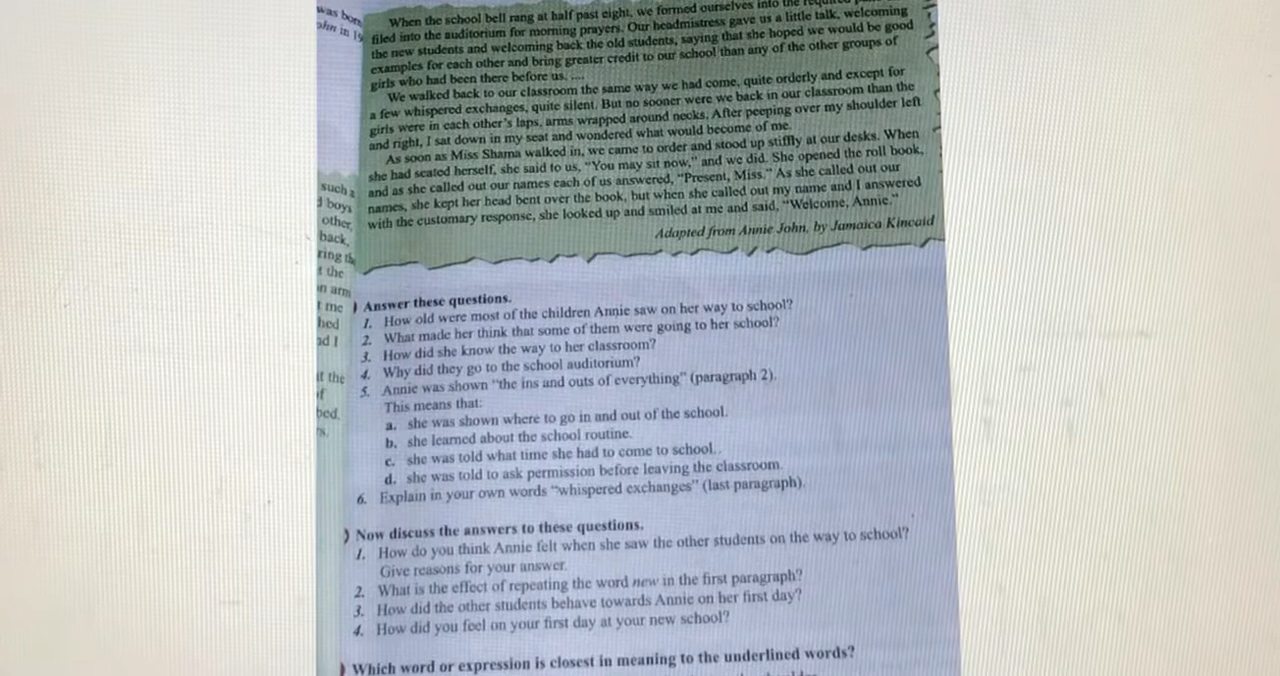 was born
ohn in 19
When the school bell rang at half past eight, we formed ourselves into the required
filed into the auditorium for morning prayers. Our headmistress gave us a little talk, welcoming
the new students and welcoming back the old students, saying that she hoped we would be good
examples for each other and bring greater credit to our school than any of the other groups of
girls who had been there before us. ....
We walked back to our classroom the same way we had come, quite orderly and except for
a few whispered exchanges, quite silent. But no sooner were we back in our classroom than the
girls were in each other's laps, arms wrapped around necks. After peeping over my shoulder left
and right, I sat down in my seat and wondered what would become of me.
As soon as Miss Shama walked in, we came to order and stood up stiffly at our desks. When
she had seated herself, she said to us, "You may sit now," and we did. She opened the roll book,
and as she called out our names each of us answered, "Present, Miss." As she called out our
names, she kept her head bent over the book, but when she called out my name and I answered
with the customary response, she looked up and smiled at me and said, "Welcome, Annie."
Adapted from Annie John, by Jamaica Kincaid
such a
d boys
other,
back,
ring the
t the
n arm
t me
hed
nd I
if the
of
bed.
rs.
) Answer these questions.
1. How old were most of the children Annie saw on her way to school?
2. What made her think that some of them were going to her school?
3. How did she know the way to her classroom?
4. Why did they go to the school auditorium?
5. Annie was shown "the ins and outs of everything" (paragraph 2).
This means that:
a. she was shown where to go in and out of the school.
b. she learned about the school routine.
c. she was told what time she had to come to school..
d. she was told to ask permission before leaving the classroom.
6. Explain in your own words "whispered exchanges" (last paragraph).
) Now discuss the answers to these questions.
1. How do you think Annie felt when she saw the other students on the way to school?
Give reasons for your answer.
2. What is the effect of repeating the word new in the first paragraph?
3. How did the other students behave towards Annie on her first day?
4. How did you feel on your first day at your new school?
) Which word or expression is closest in meaning to the underlined words?